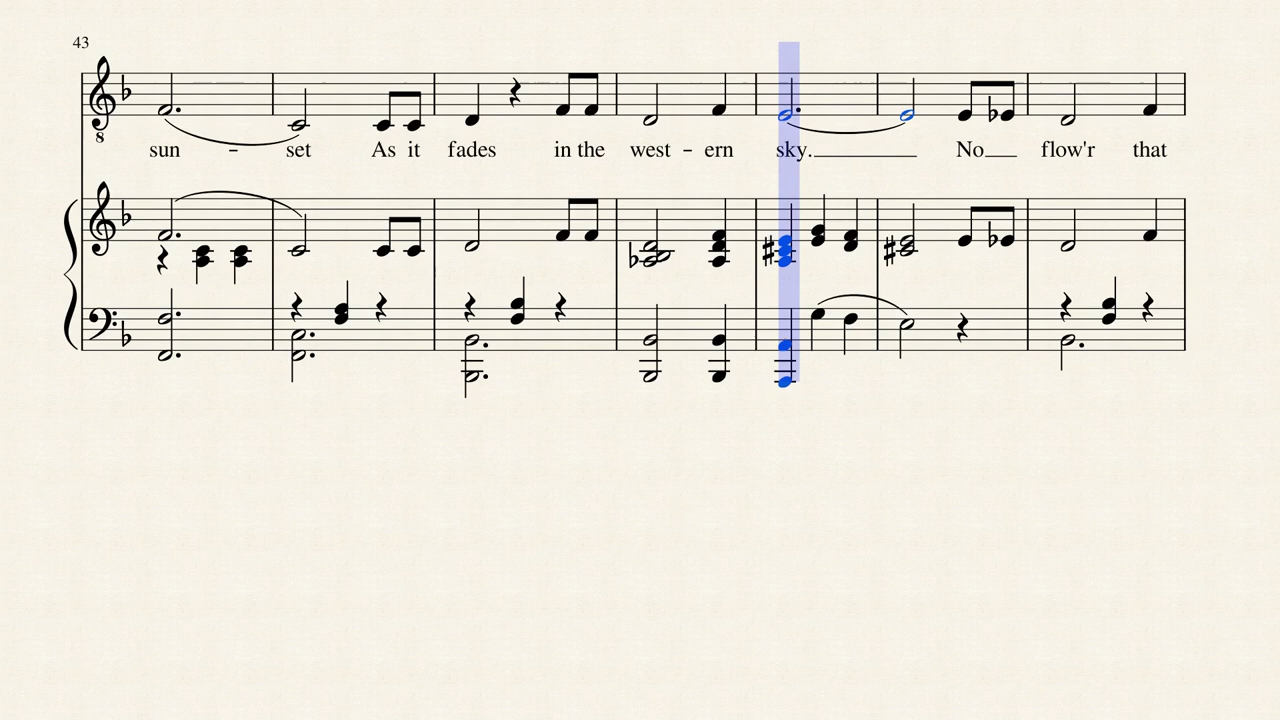 43
8
sun - set As it fades in the west - ern sky. No flow'r that